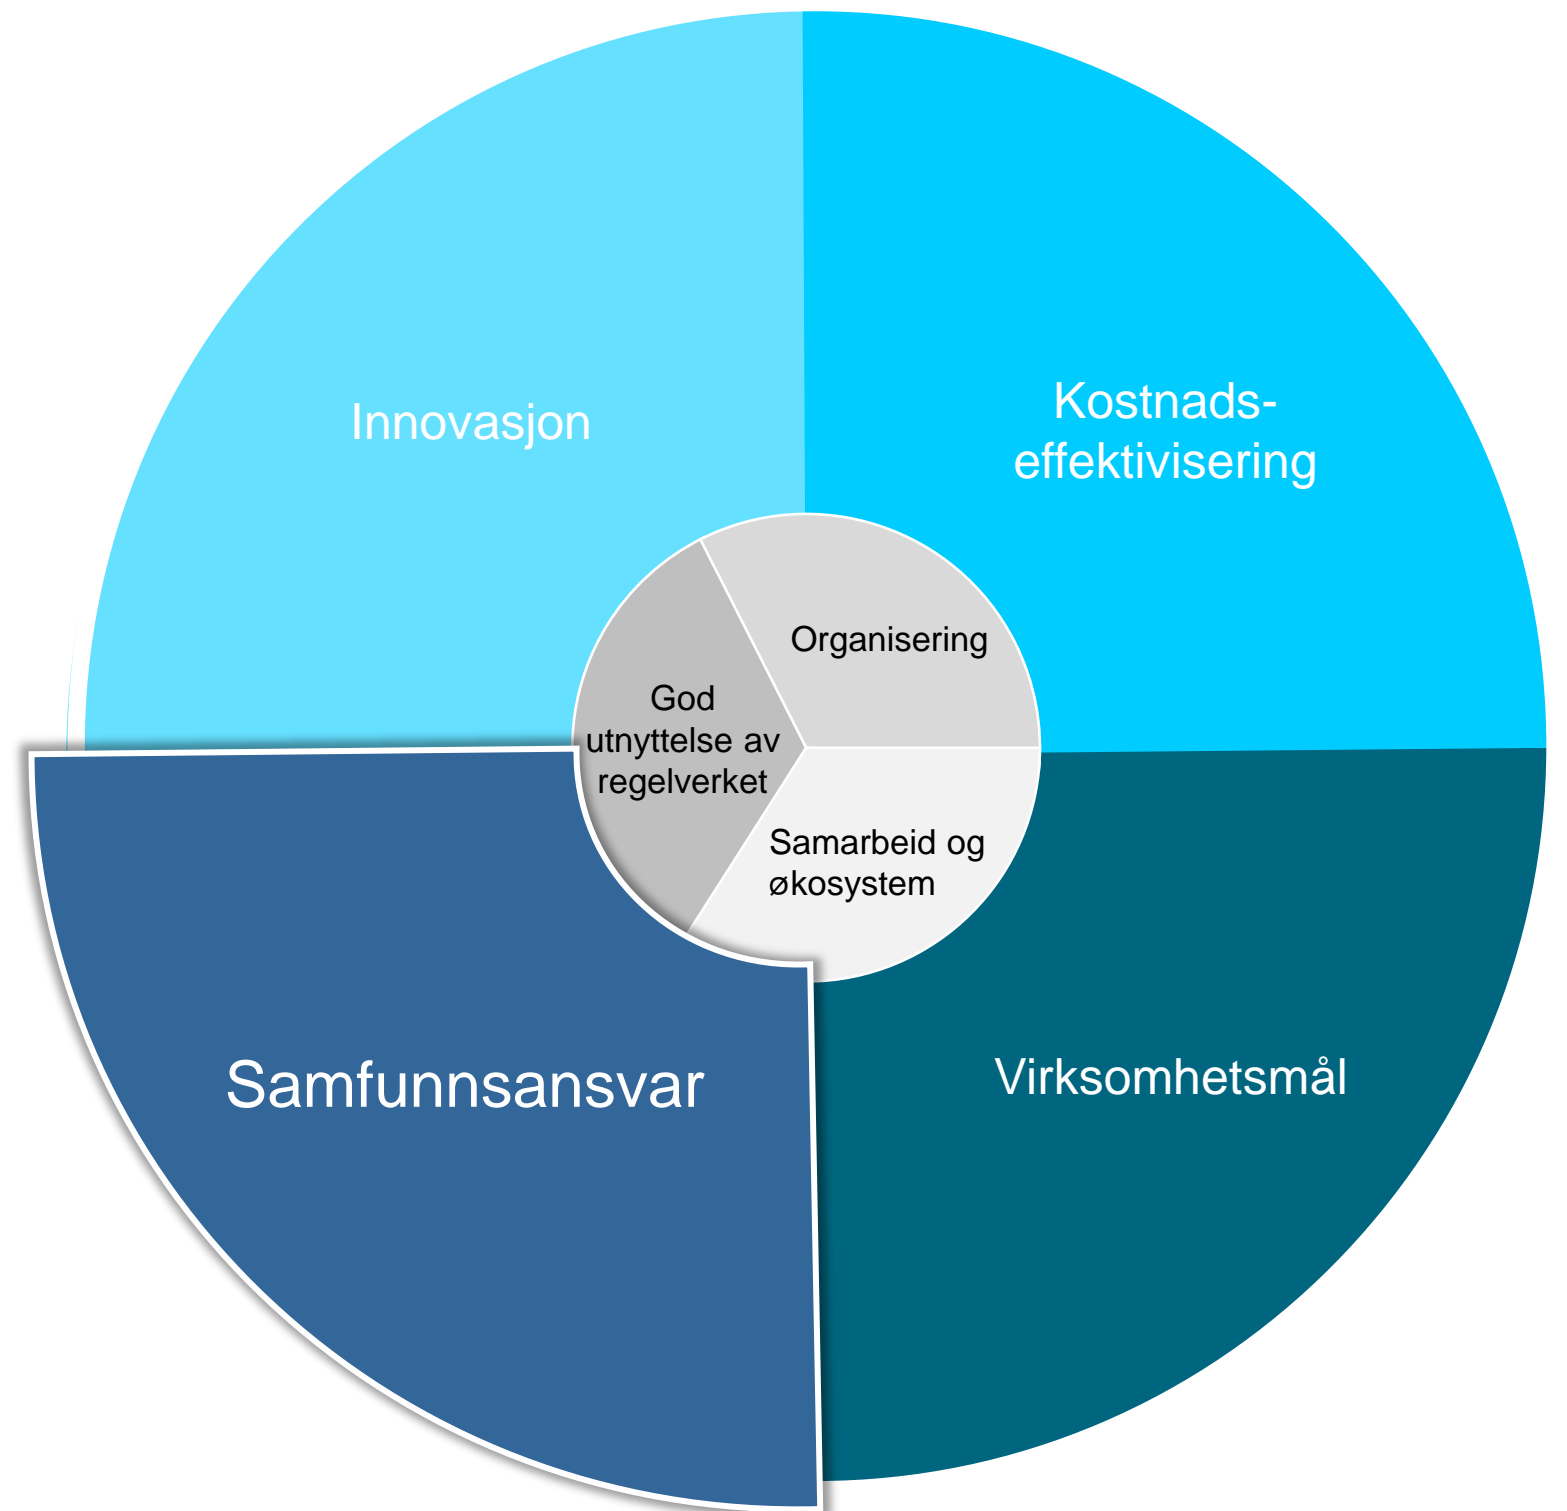 Innovasjon
Kostnads-
effektivisering
Organisering
God
utnyttelse av
regelverket
Samarbeid og
økosystem
Samfunnsansvar
Virksomhetsmål